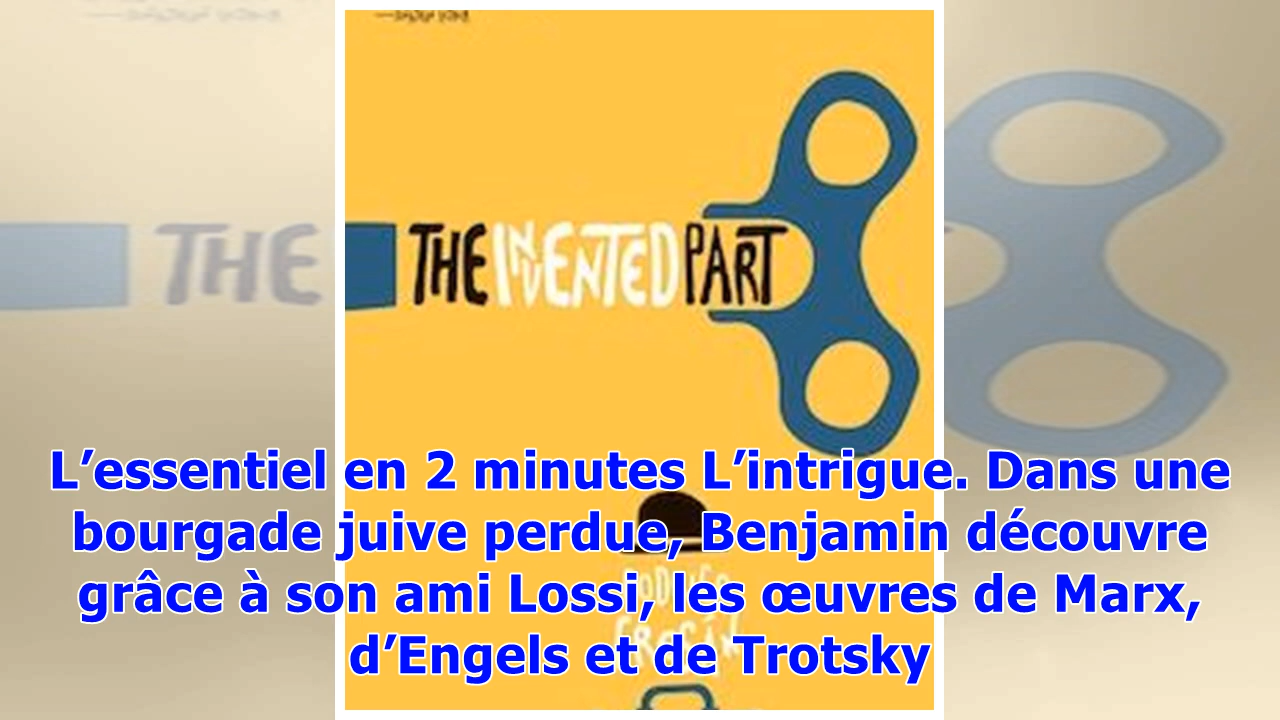 THE INVENTED PART
THE
L’essentiel en 2 minutes L’intrigue. Dans une
bourgade juive perdue, Benjamin découvre
grâce à son ami Lossi, les œuvres de Marx,
d’Engels et de Trotsky